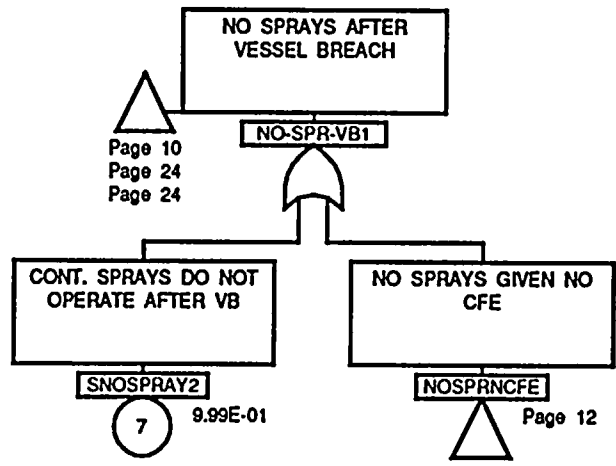 NO SPRAYS AFTER
VESSEL BREACH
NO-SPR-VB1
Page 10
Page 24
Page 24
CONT. SPRAYS DO NOT
OPERATE AFTER VB
SNOSPRAY2
7
9.99E-01
NO SPRAYS GIVEN NO
CFE
NOSPRNCFE
Page 12